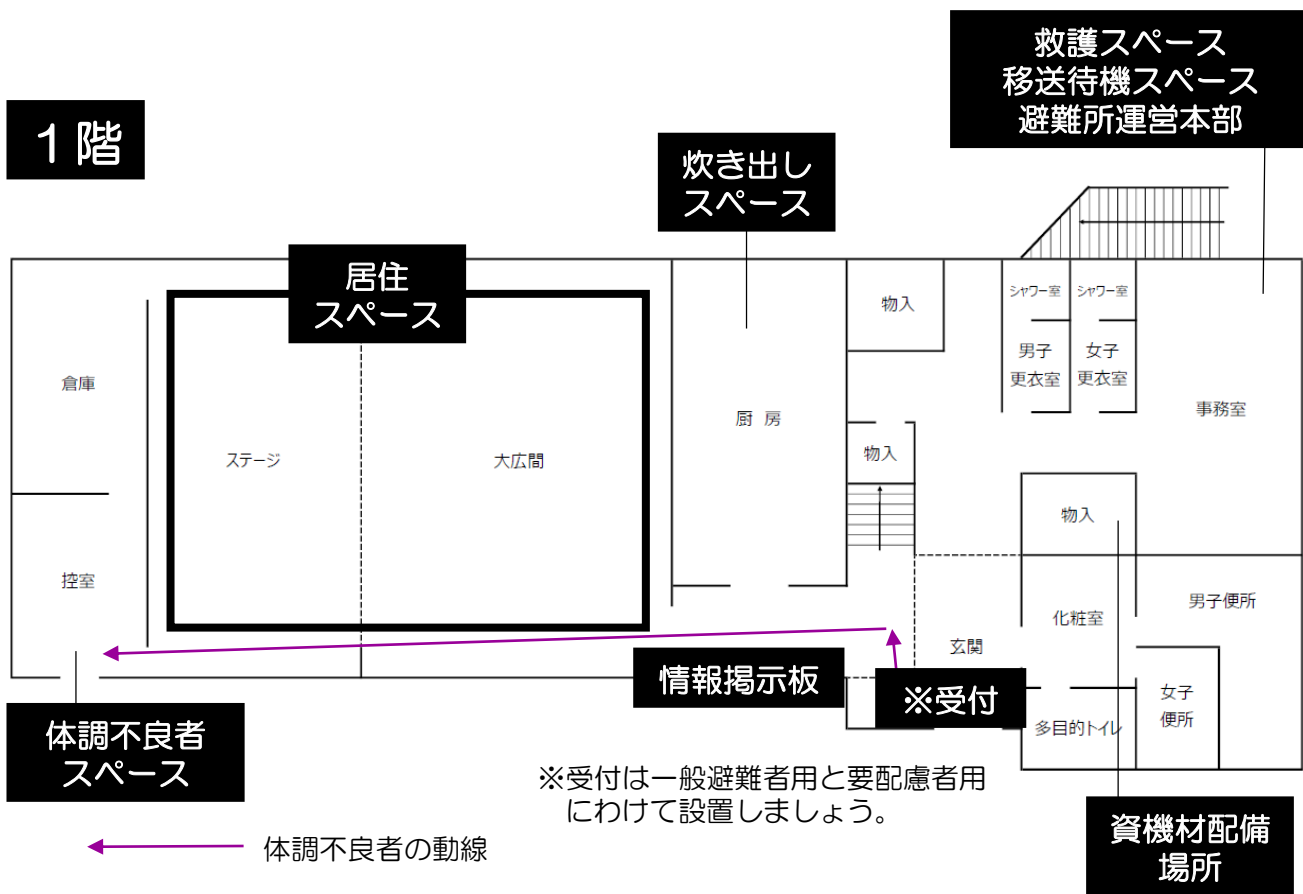 救護スペース
移送待機スペース
避難所運営本部
１階
炊き出し
スペース
居住
スペース
物入
シャワー室
シャワー室
男子
更衣室
女子
更衣室
倉庫
事務室
厨 房
物入
ステージ
大広間
物入
控室
男子便所
化粧室
玄関
情報掲示板
※受付
女子
便所
多目的トイレ
体調不良者
スペース
※受付は一般避難者用と要配慮者用
にわけて設置しましょう。
資機材配備
場所
体調不良者の動線